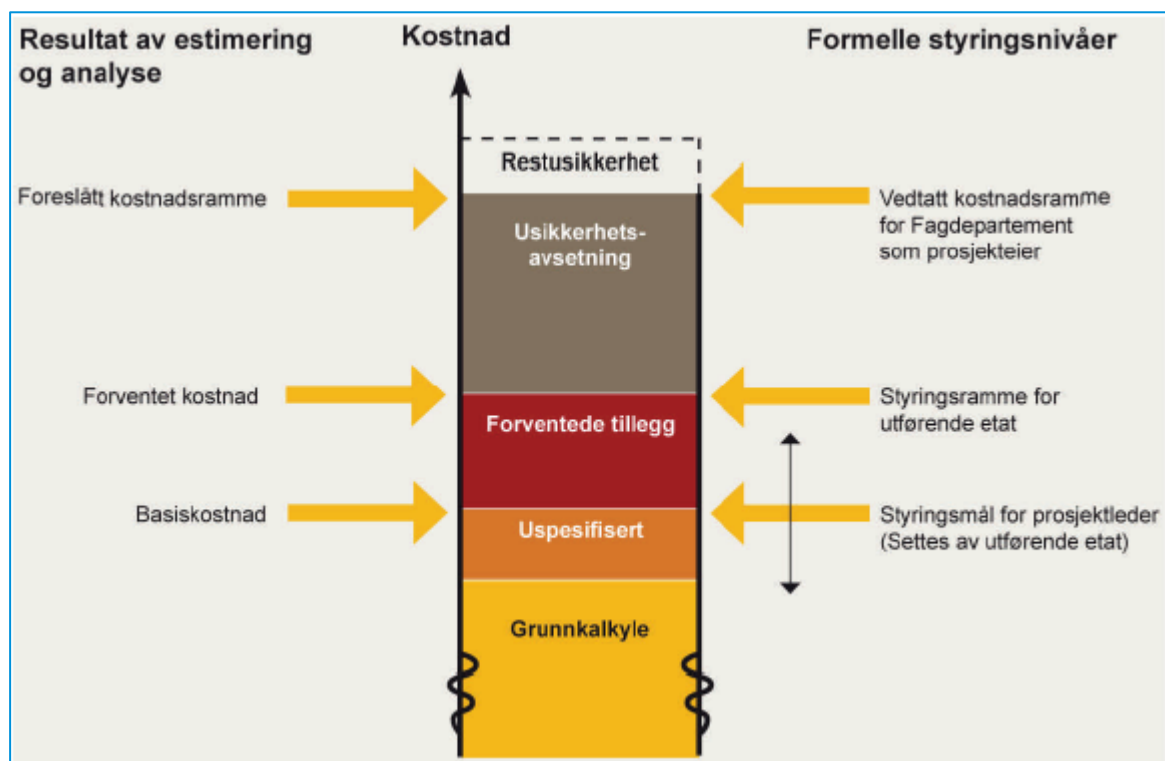 Resultat av estimering
og analyse
Kostnad
Formelle styringsnivåer
Restusikkerhet
Foreslått kostnadsramme
Vedtatt kostnadsramme
for Fagdepartement
som prosjekteier
Usikkerhets-
avsetning
Forventet kostnad
Styringsramme for
utførende etat
Forventede tillegg
Basiskostnad
Styringsmål for prosjektleder
(Settes av utførende etat)
Uspesifisert
Grunnkalkyle